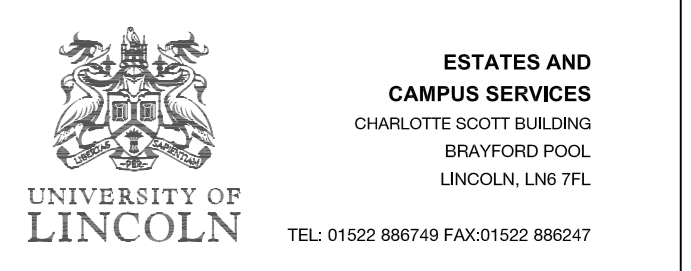 LIBERTAS PER SAPIENTIAM
UNIVERSITY OF
LINCOLN
ESTATES AND
CAMPUS SERVICES
CHARLOTTE SCOTT BUILDING
BRAYFORD POOL
LINCOLN, LN6 7FL
TEL: 01522 886749 FAX:01522 886247